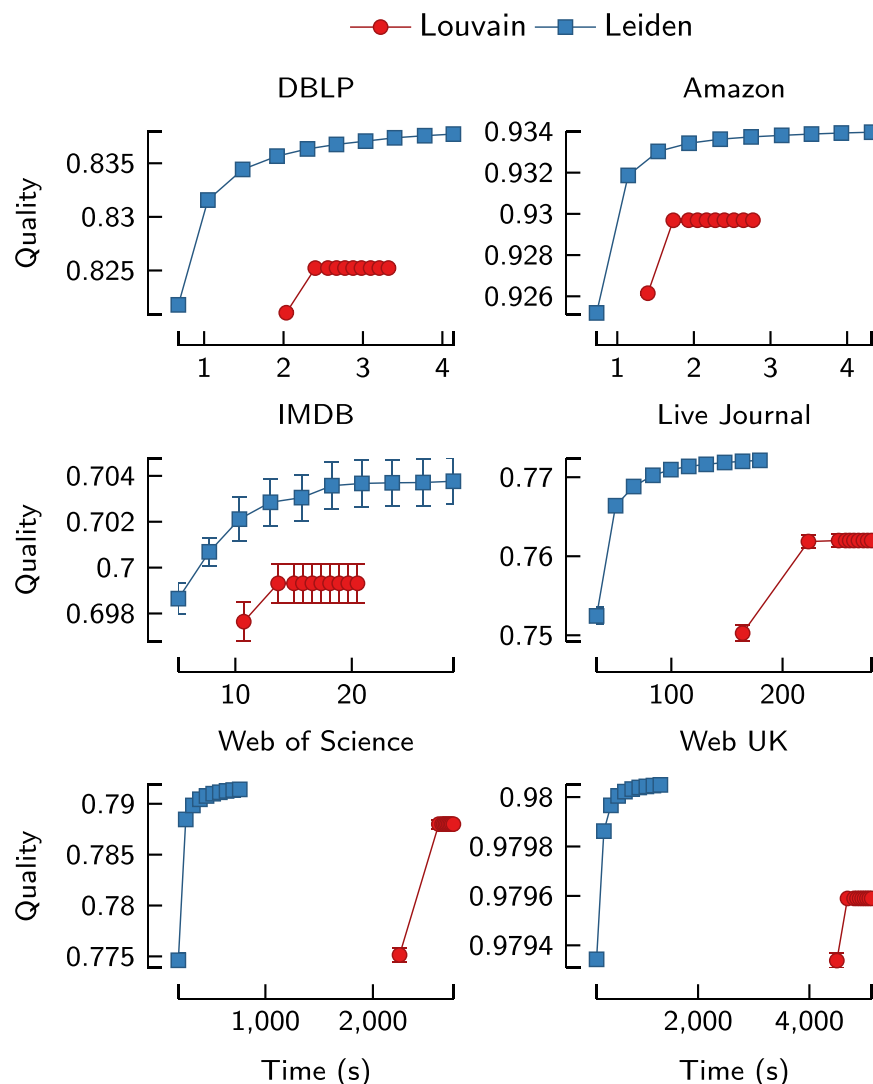 Louvain Leiden
DBLP
Quality
0.835
0.83
0.825
1 2 3 4
Amazon
0.934
0.932
0.93
0.928
0.926
1 2 3 4
IMDB
Quality
0.704
0.702
0.7
0.698
10 20
Live Journal
0.77
0.76
0.75
100 200
Web of Science
Quality
0.79
0.785
0.78
0.775
1,000 2,000
Time (s)
Web UK
0.98
0.9798
0.9796
0.9794
2,000 4,000
Time (s)